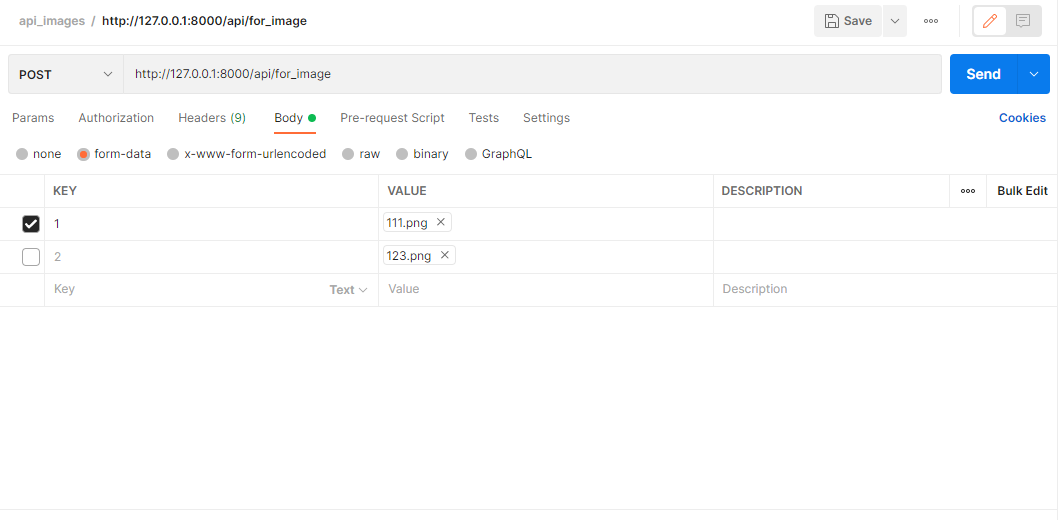 api_images / http://127.0.0.1:8000/api/for_image Save
POST http://127.0.0.1:8000/api/for_image Send
Params Authorization Headers (9) Body Pre-request Script Tests Settings Cookies
none form-data x-www-form-urlencoded raw binary GraphQL
KEY VALUE DESCRIPTION Bulk Edit
1 111.png
2 123.png
Key Text Value Description